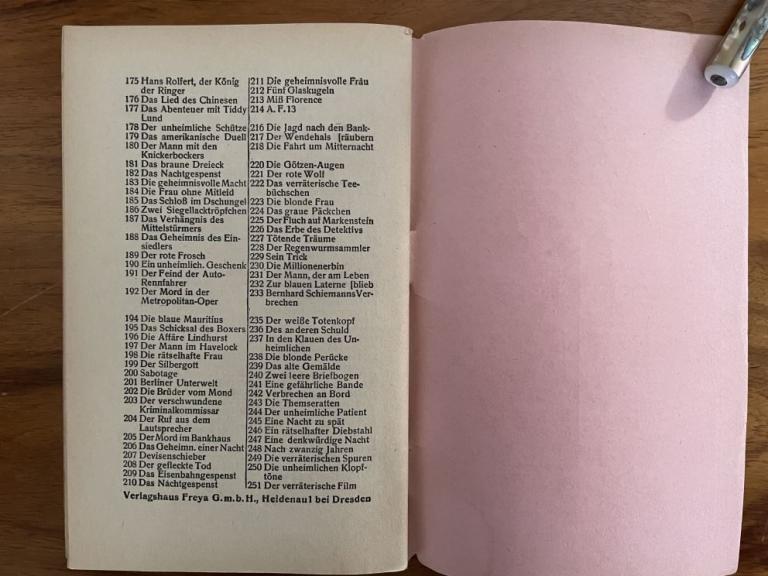 175 Hans Rolfert, der König
der Ringer
176 Das Lied des Chinesen
177 Das Abenteuer mit Tiddy
Lund
178 Der unheimliche Schütze
179 Das amerikanische Duell
180 Der Mann mit den
Knickerbockers
181 Das braune Dreieck
182 Das Nachtgespenst
183 Die geheimnisvolle Macht
184 Die Frau ohne Mitleid
185 Das Schloß im Dschungel
186 Zwei Siegellacktröpfchen
187 Das Verhängnis des
Mittelstürmers
188 Das Geheimnis des Ein-
siedlers
189 Der rote Frosch
190 Ein unheimlich. Geschenk
191 Der Feind der Auto-
Rennfahrer
192 Der Mord in der
Metropolitan-Oper
194 Die blaue Mauritius
195 Das Schicksal des Boxers
196 Die Affäre Lindhurst
197 Der Mann im Havelock
198 Die rätselhafte Frau
199 Der Silbergott
200 Sabotage
201 Berliner Unterwelt
202 Die Brüder vom Mond
203 Der verschwundene
Kriminalkommissar
204 Der Ruf aus dem
Lautsprecher
205 Der Mord im Bankhaus
206 Das Geheimn. einer Nacht
207 Devisenschieber
208 Der gefleckte Tod
209 Das Eisenbahngespenst
210 Das Nachtgespenst
211 Die geheimnisvolle Frau
212 Fünf Glaskugeln
213 Miß Florence
214 A. F. 13
216 Die Jagd nach den Bank-
217 Der Wendehals [räubern
218 Die Fahrt um Mitternacht
220 Die Götzen-Augen
221 Der rote Wolf
222 Das verräterische Tee-
büchschen
223 Die blonde Frau
224 Das graue Päckchen
225 Der Fluch auf Markenstein
226 Das Erbe des Detektivs
227 Tötende Träume
228 Der Regenwurmsammler
229 Sein Trick
230 Die Millionenerbin
231 Der Mann, der am Leben
232 Zur blauen Laterne [blieb
233 Bernhard Schiemanns Ver-
brechen
235 Der weiße Totenkopf
236 Des anderen Schuld
237 In den Klauen des Un-
heimlichen
238 Die blonde Perücke
239 Das alte Gemälde
240 Zwei leere Briefbogen
241 Eine gefährliche Bande
242 Verbrechen an Bord
243 Die Themseratten
244 Der unheimliche Patient
245 Eine Nacht zu spät
246 Ein rätselhafter Diebstahl
247 Eine denkwürdige Nacht
248 Nach zwanzig Jahren
249 Die verräterischen Spuren
250 Die unheimlichen Klopf-
töne
251 Der verräterische Film
Verlagshaus Freya G.m.b.H., Heidenau 1 bei Dresden